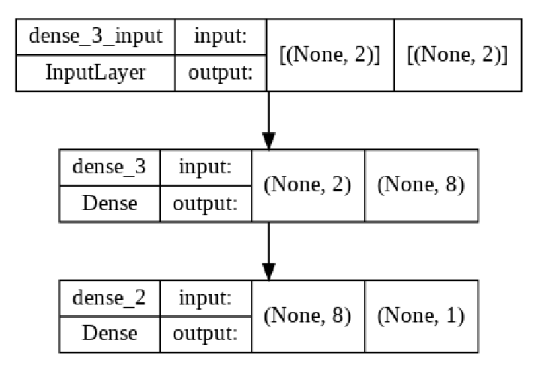 dense_3_input input: [(None, 2)] [(None, 2)]
InputLayer output:
dense_3 input: (None, 2) (None, 8)
Dense output:
dense_2 input: (None, 8) (None, 1)
Dense output: